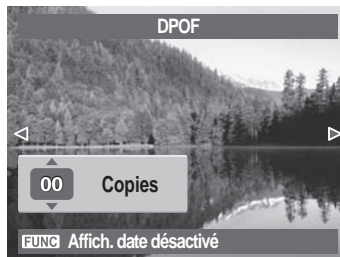 DPOF
00 Copies
FUNC Affich. date désactivé